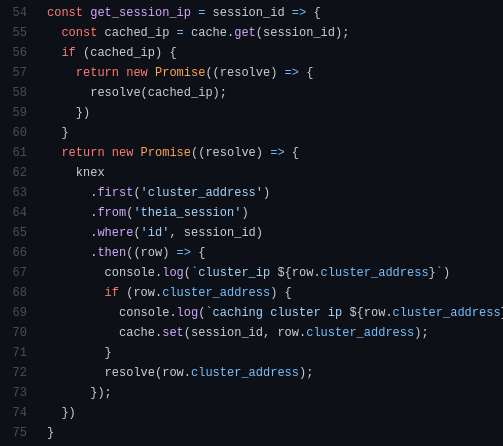 54 const get_session_ip = session_id => {
55   const cached_ip = cache.get(session_id);
56   if (cached_ip) {
57     return new Promise((resolve) => {
58       resolve(cached_ip);
59     })
60   }
61   return new Promise((resolve) => {
62     knex
63       .first('cluster_address')
64       .from('theia_session')
65       .where('id', session_id)
66       .then((row) => {
67         console.log(`cluster_ip ${row.cluster_address}`)
68         if (row.cluster_address) {
69           console.log(`caching cluster ip ${row.cluster_address}
70           cache.set(session_id, row.cluster_address);
71         }
72         resolve(row.cluster_address);
73       });
74   })
75 }